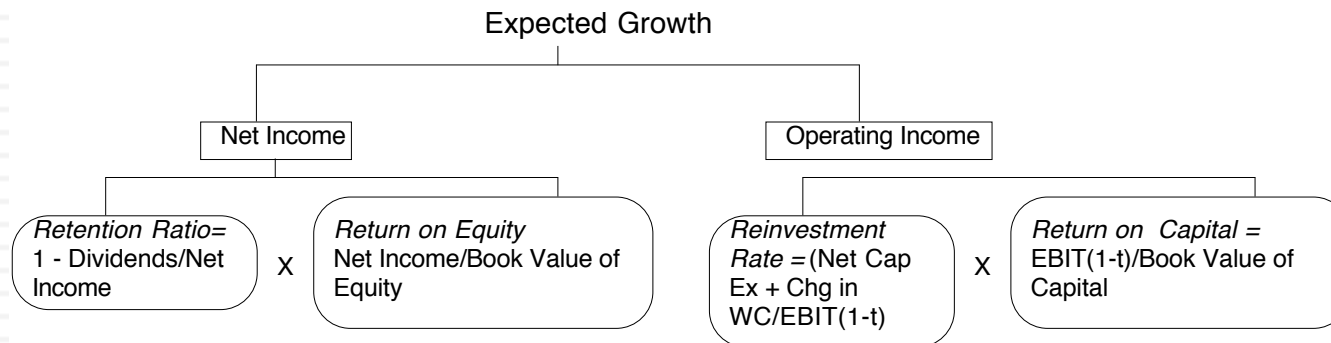 Expected Growth
Net Income
Operating Income
Retention Ratio=
1 - Dividends/Net
Income
X
Return on Equity
Net Income/Book Value of
Equity
Reinvestment
Rate = (Net Cap
Ex + Chg in
WC/EBIT(1-t)
X
Return on Capital =
EBIT(1-t)/Book Value of
Capital